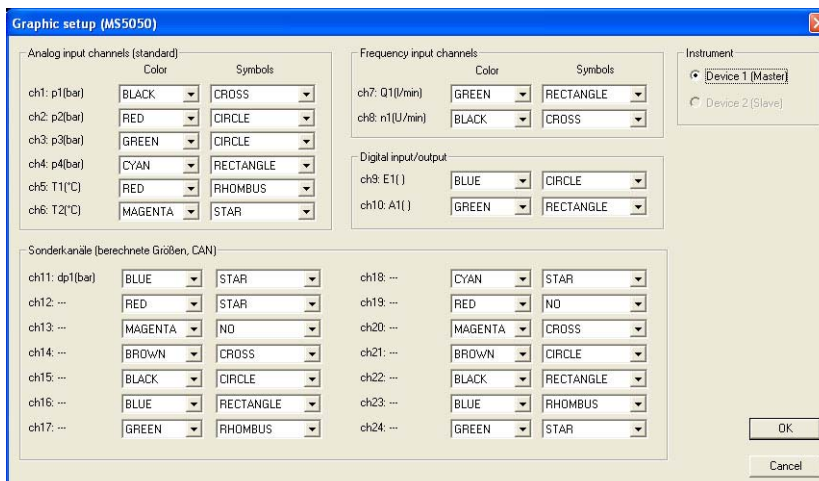 Graphic setup (MS5050)
Analog input channels (standard)
Color Symbols
ch1: p1(bar) BLACK CROSS
ch2: p2(bar) RED CIRCLE
ch3: p3(bar) GREEN CIRCLE
ch4: p4(bar) CYAN RECTANGLE
ch5: T1(°C) RED RHOMBUS
ch6: T2(°C) MAGENTA STAR
Frequency input channels
Color Symbols
ch7: Q1(l/min) GREEN RECTANGLE
ch8: n1(U/min) BLACK CROSS
Digital input/output
ch9: E1( ) BLUE CIRCLE
ch10: A1( ) GREEN RECTANGLE
Instrument
Device 1 (Master)
Device 2 (Slave)
Sonderkanäle (berechnete Größen, CAN)
ch11: dp1(bar) BLUE STAR
ch12: --- RED STAR
ch13: --- MAGENTA NO
ch14: --- BROWN CROSS
ch15: --- BLACK CIRCLE
ch16: --- BLUE RECTANGLE
ch17: --- GREEN RHOMBUS
ch18: --- CYAN STAR
ch19: --- RED NO
ch20: --- MAGENTA CROSS
ch21: --- BROWN CIRCLE
ch22: --- BLACK RECTANGLE
ch23: --- BLUE RHOMBUS
ch24: --- GREEN STAR
OK
Cancel